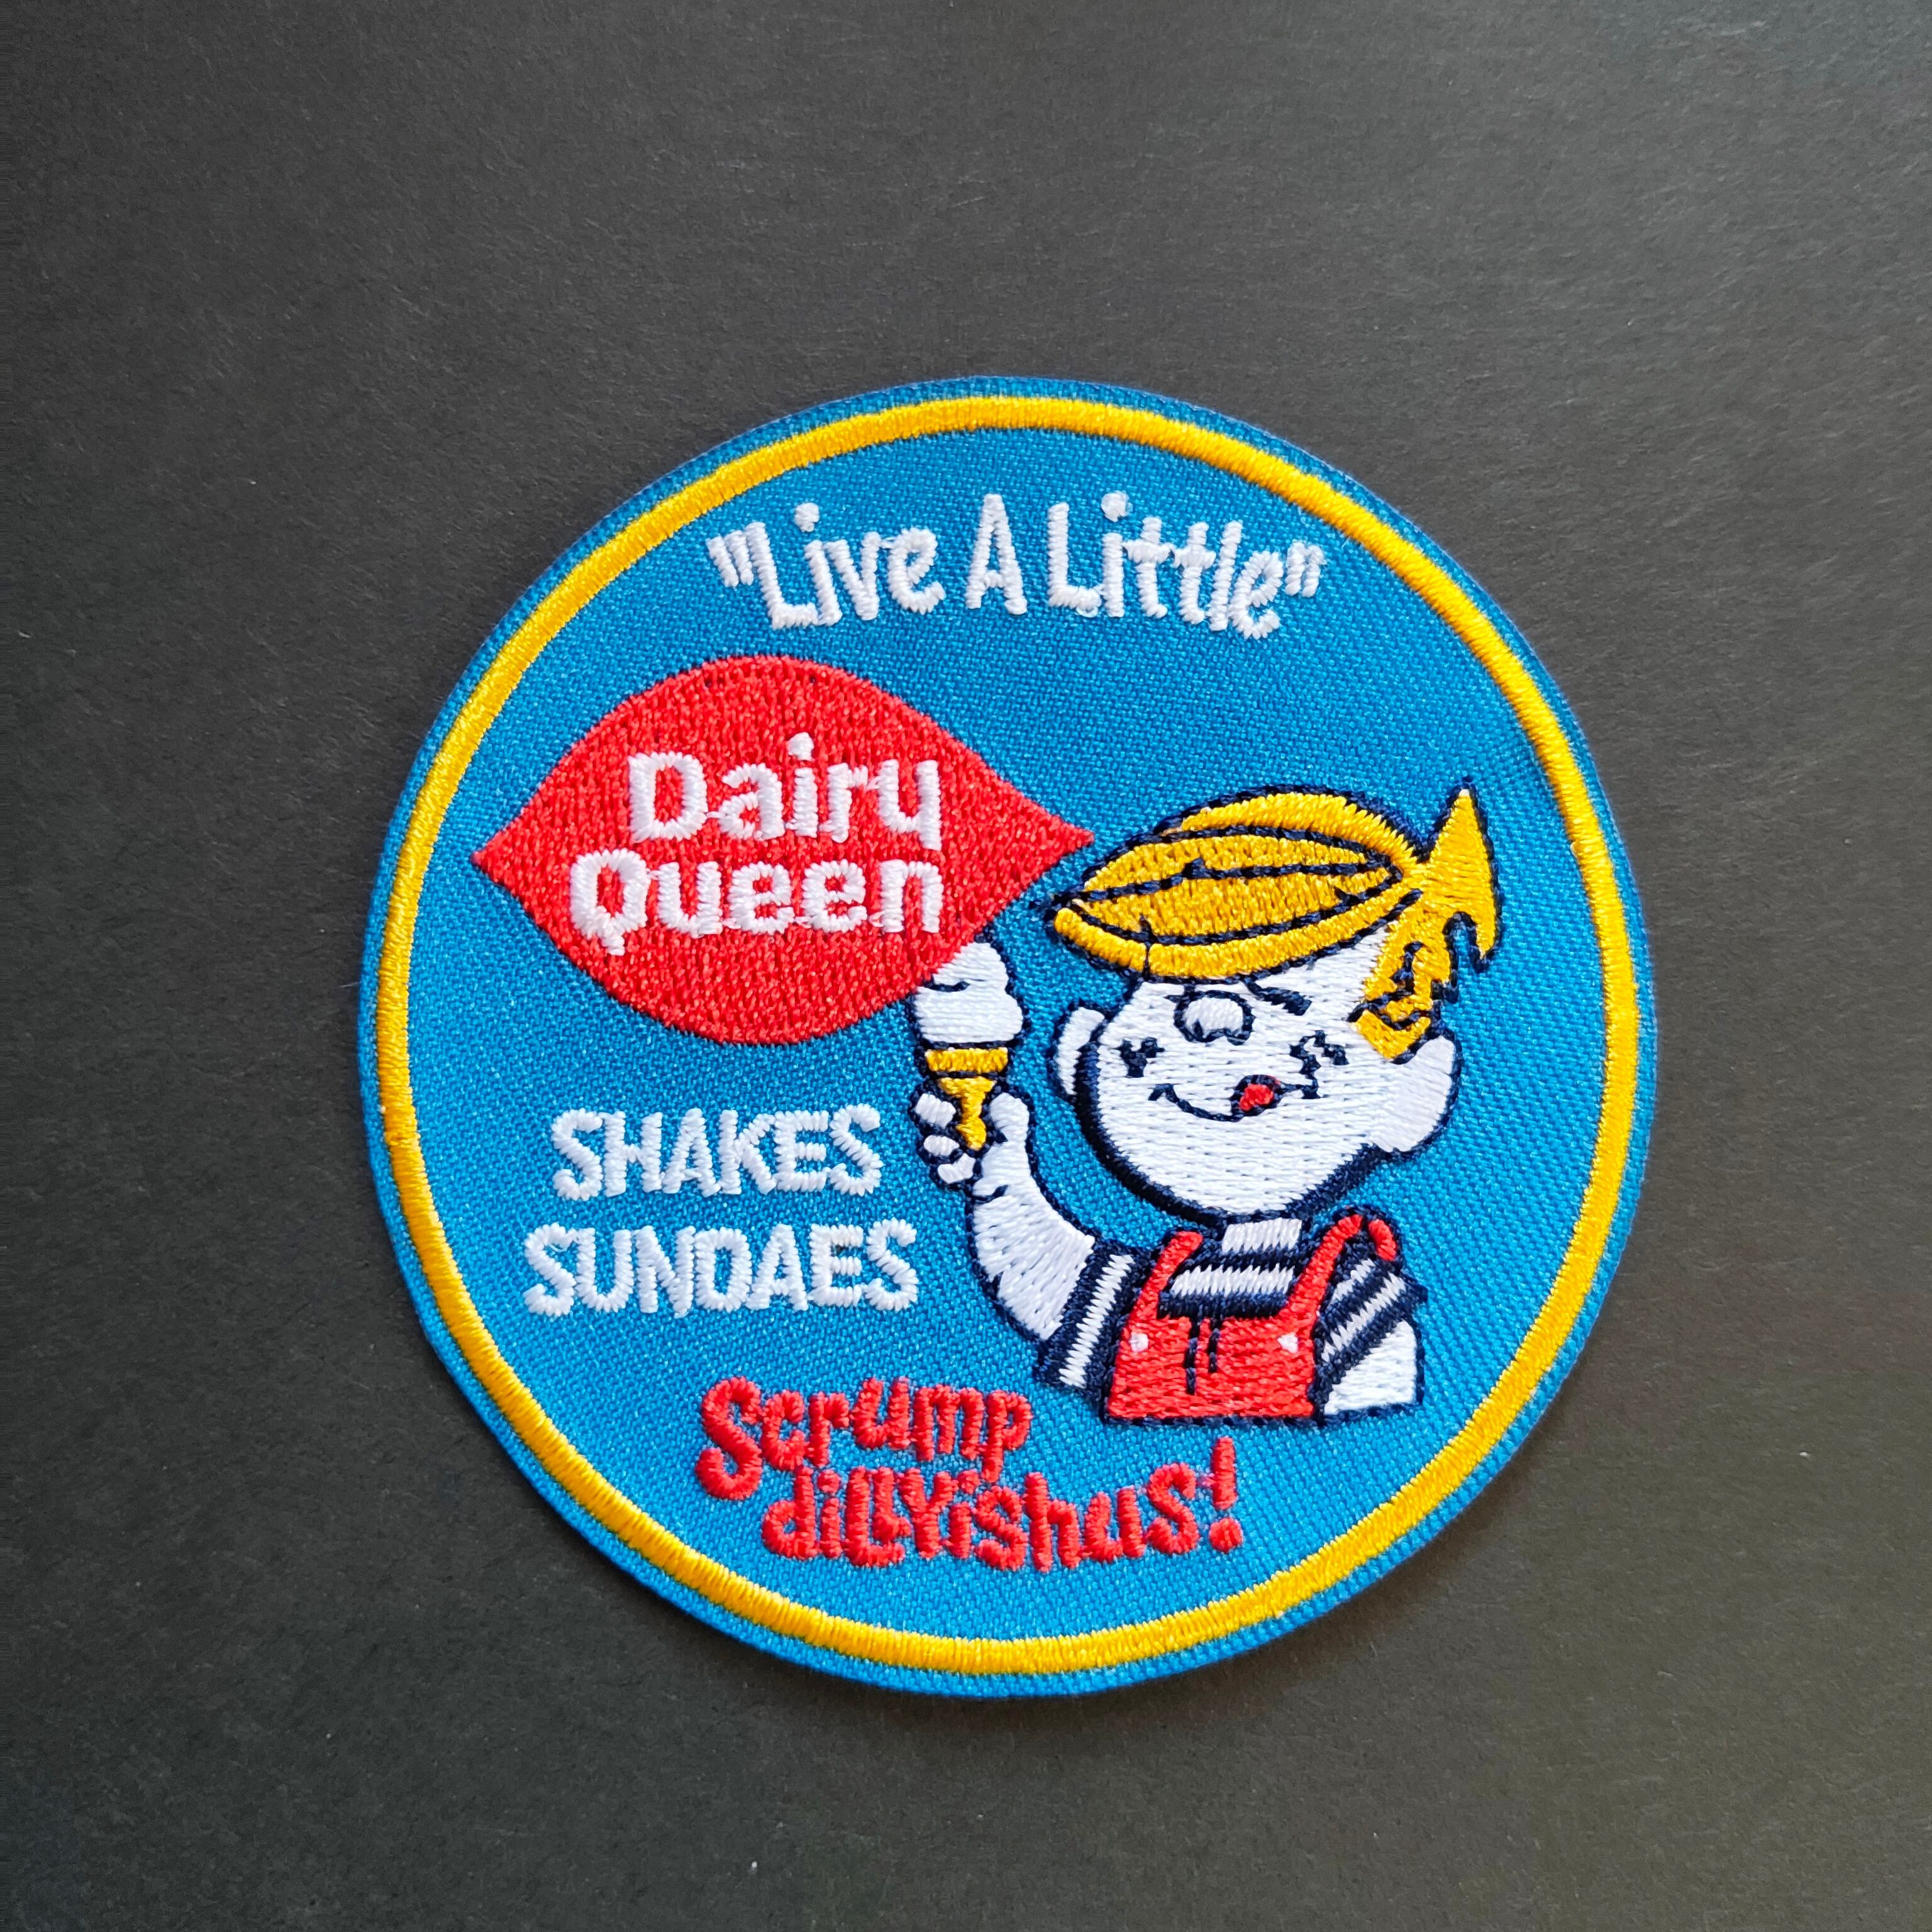 "Live A Little"
Dairy
Queen
SHAKES
SUNDAES
Scrump
dillyishus!